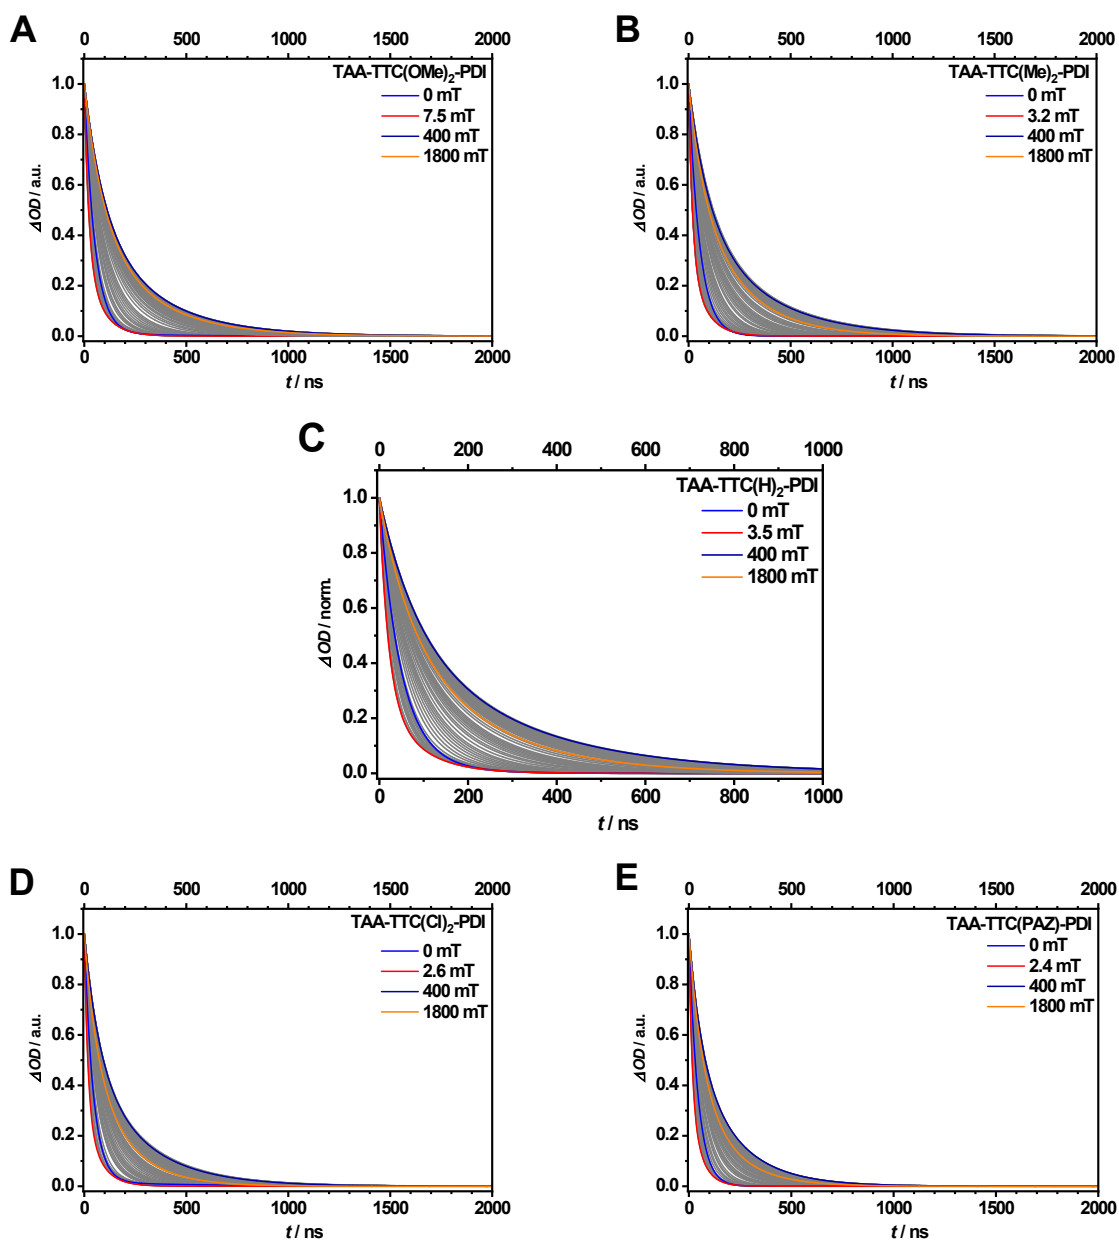 A
0 500 1000 1500 2000
TAA-TTC(OMe)₂-PDI
0 mT
7.5 mT
400 mT
1800 mT
ΔOD / a.u.
1.0
0.8
0.6
0.4
0.2
0.0
0 500 1000 1500 2000
t / ns
B
0 500 1000 1500 2000
TAA-TTC(Me)₂-PDI
0 mT
3.2 mT
400 mT
1800 mT
ΔOD / a.u.
1.0
0.8
0.6
0.4
0.2
0.0
0 500 1000 1500 2000
t / ns
C
0 200 400 600 800 1000
TAA-TTC(H)₂-PDI
0 mT
3.5 mT
400 mT
1800 mT
ΔOD / norm.
1.0
0.8
0.6
0.4
0.2
0.0
0 200 400 600 800 1000
t / ns
D
0 500 1000 1500 2000
TAA-TTC(Cl)₂-PDI
0 mT
2.6 mT
400 mT
1800 mT
ΔOD / a.u.
1.0
0.8
0.6
0.4
0.2
0.0
0 500 1000 1500 2000
t / ns
E
0 500 1000 1500 2000
TAA-TTC(PAZ)-PDI
0 mT
2.4 mT
400 mT
1800 mT
ΔOD / a.u.
1.0
0.8
0.6
0.4
0.2
0.0
0 500 1000 1500 2000
t / ns